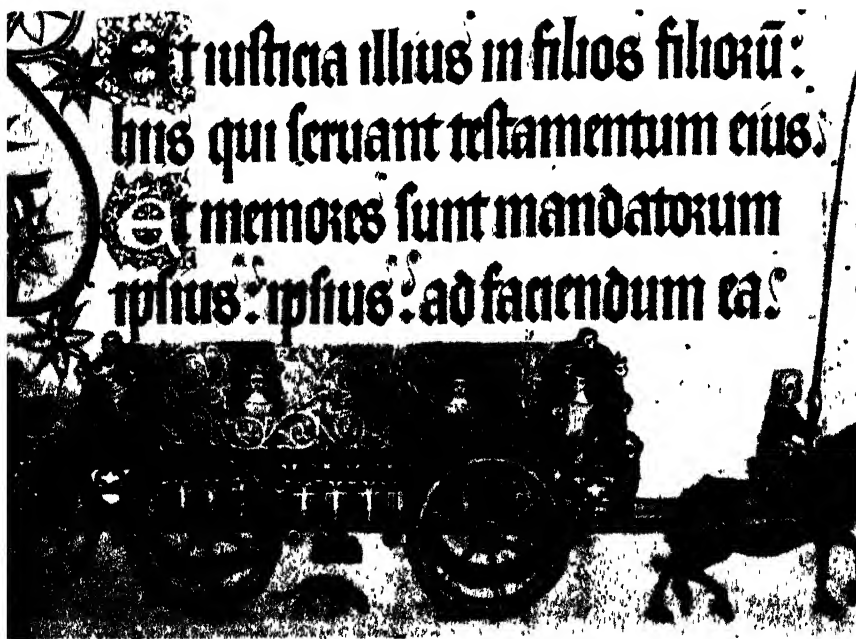 Et iusticia illius in filios filiorū:
hiis qui seruant testamentum eius.
Et memores sunt mandatorum
ipsius: ipsius: ad faciendum ea.